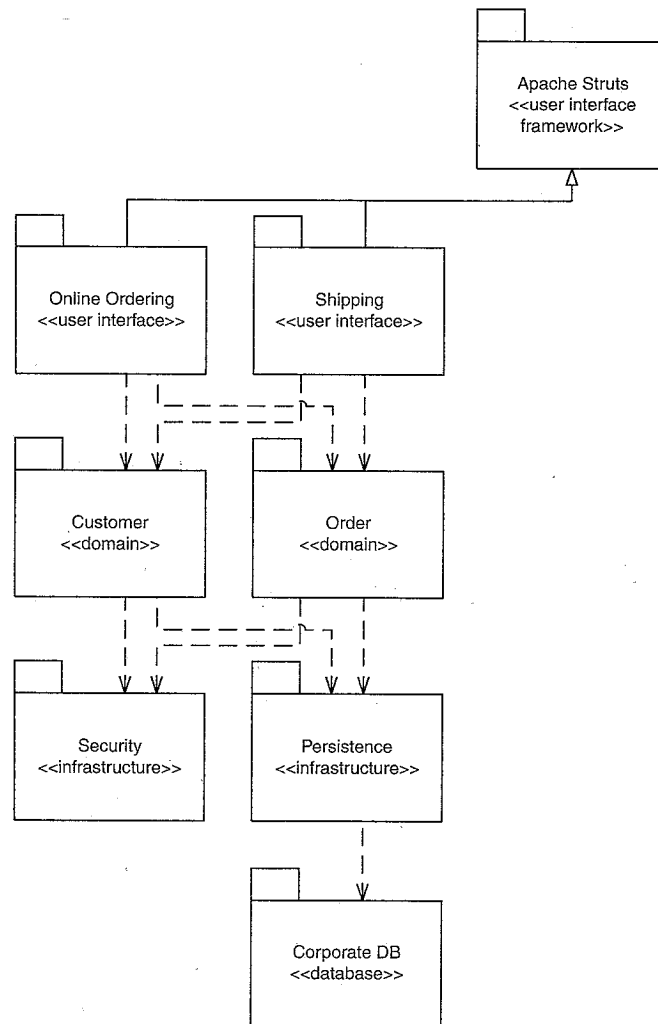 Apache Struts
<<user interface
framework>>
Online Ordering
<<user interface>>
Shipping
<<user interface>>
Customer
<<domain>>
Order
<<domain>>
Security
<<infrastructure>>
Persistence
<<infrastructure>>
Corporate DB
<<database>>